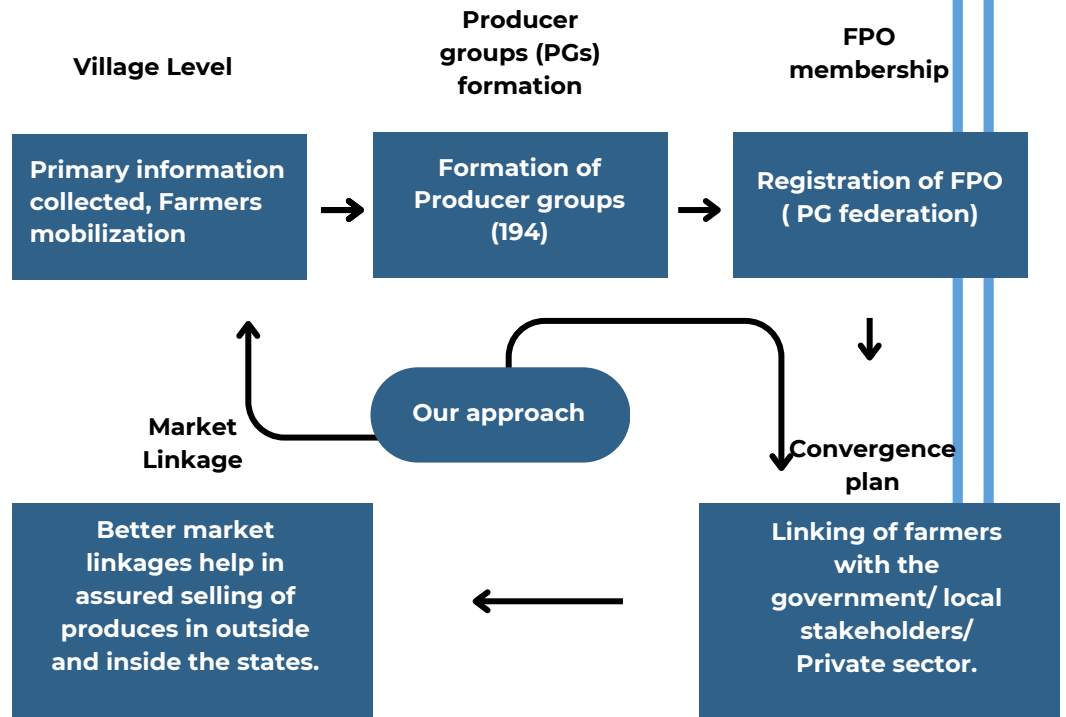 Village Level
Producer
groups (PGs)
formation
FPO
membership
Primary information
collected, Farmers
mobilization
Formation of
Producer groups
(194)
Registration of FPO
( PG federation)
Our approach
Market
Linkage
Convergence
plan
Better market
linkages help in
assured selling of
produces in outside
and inside the states.
Linking of farmers
with the
government/ local
stakeholders/
Private sector.